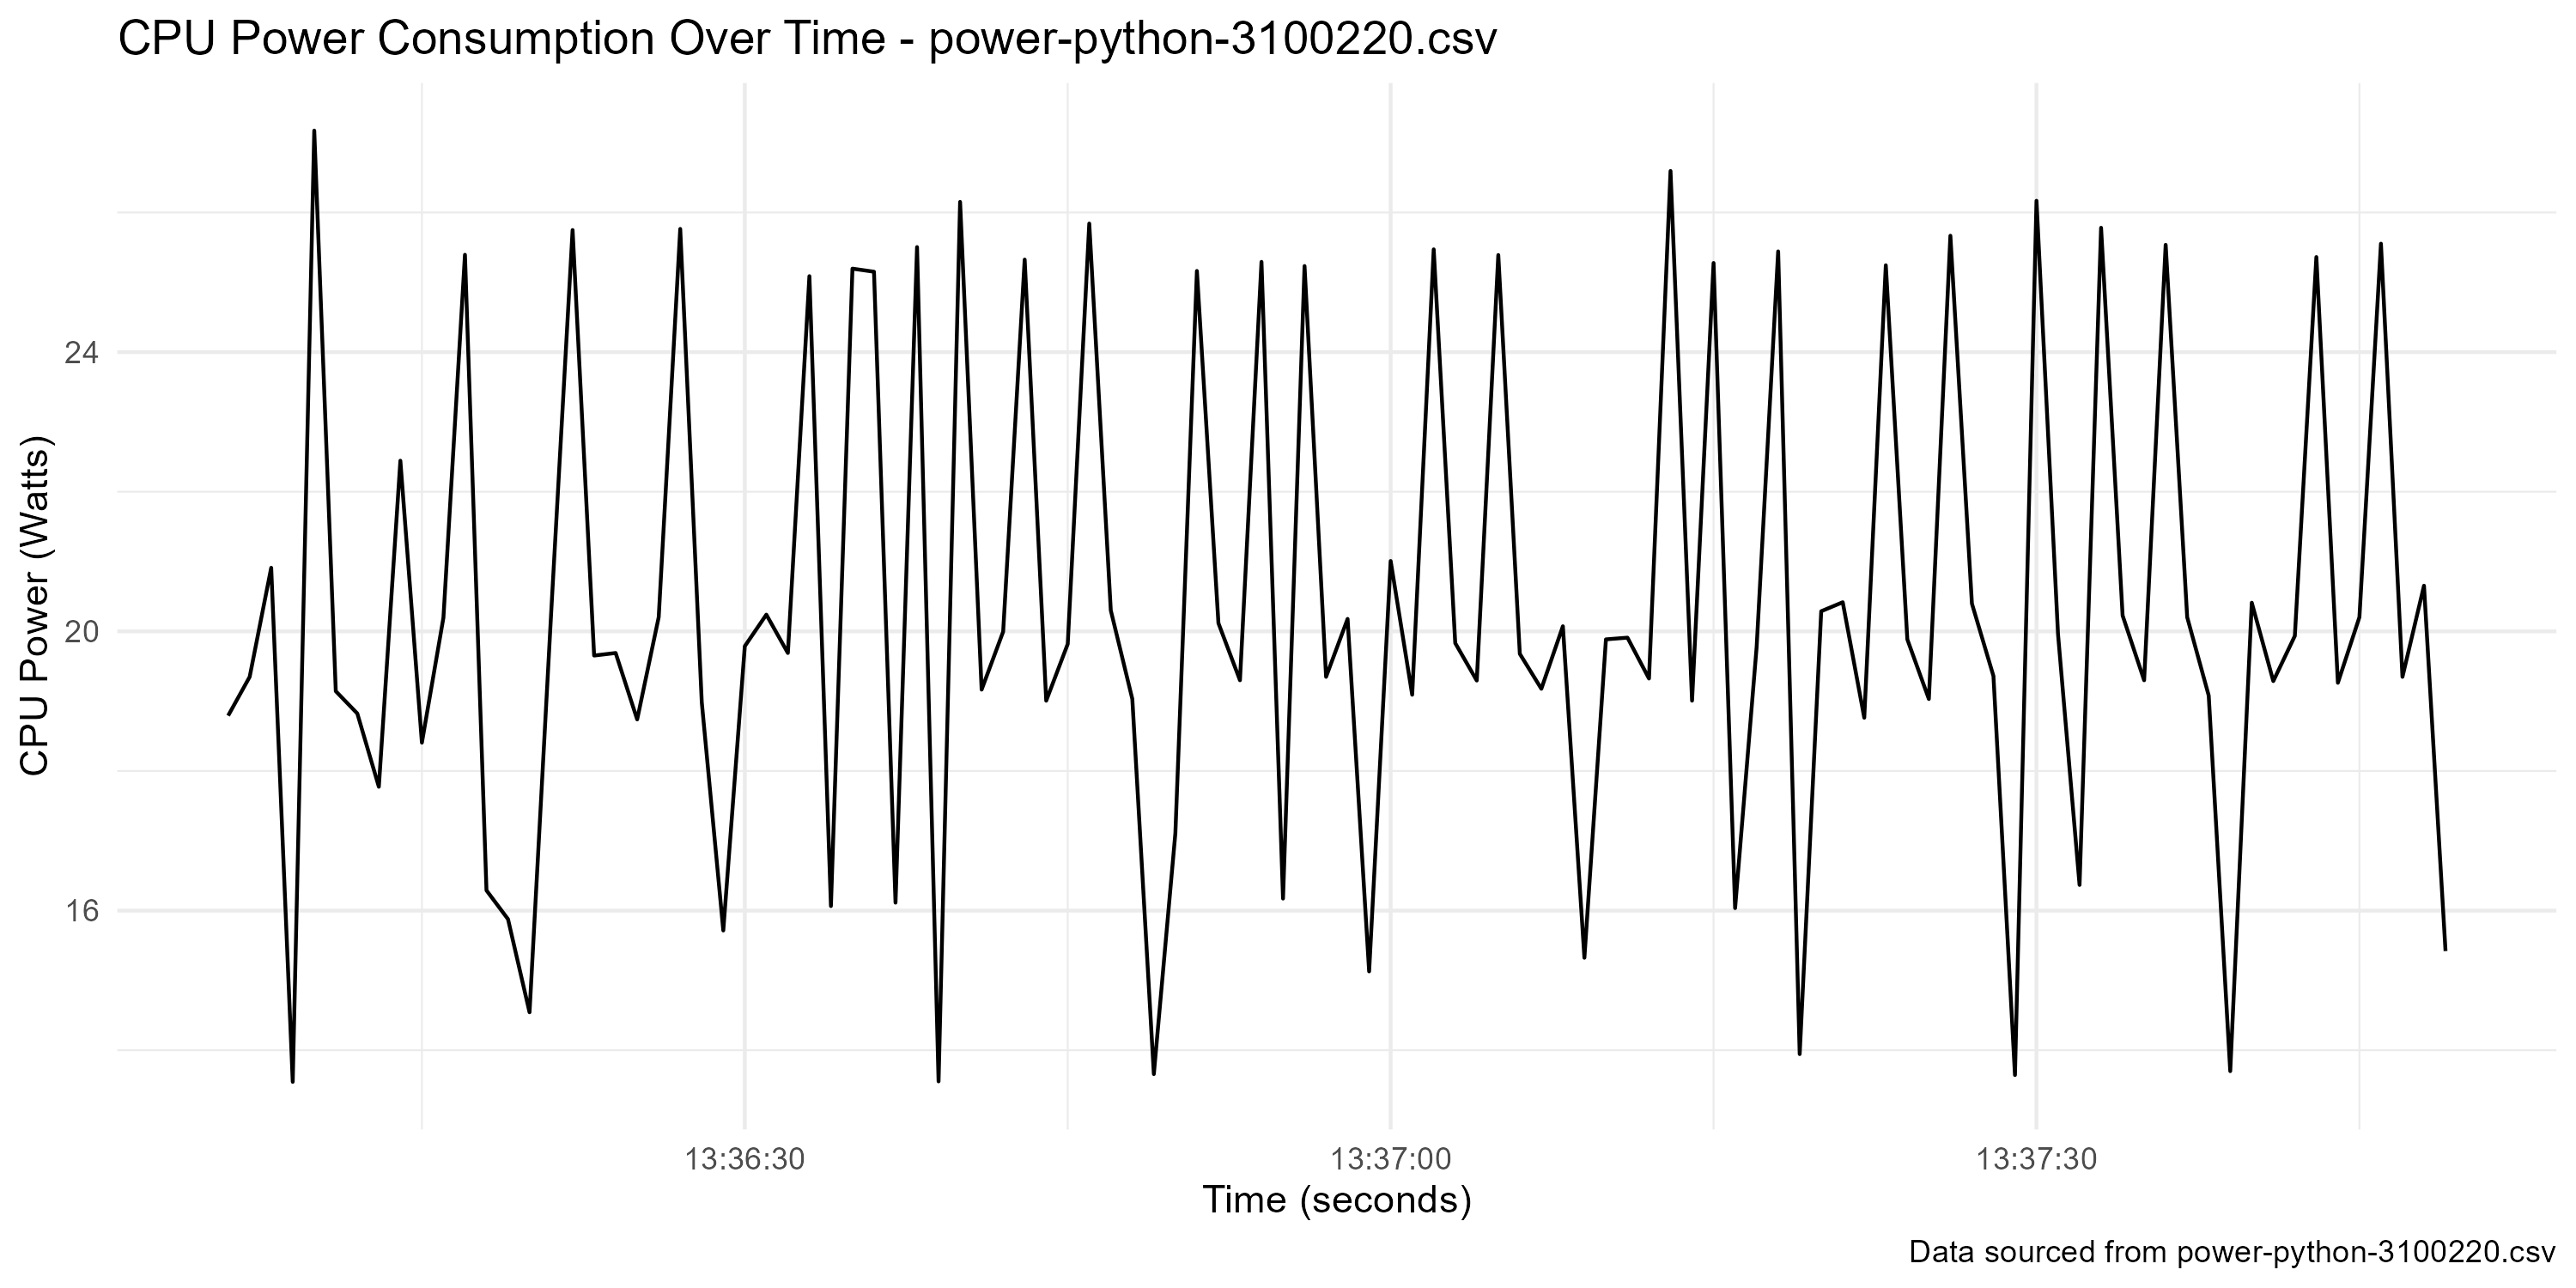 CPU Power Consumption Over Time - power-python-3100220.csv
CPU Power (Watts)
24
20
16
13:36:30
13:37:00
13:37:30
Time (seconds)
Data sourced from power-python-3100220.csv